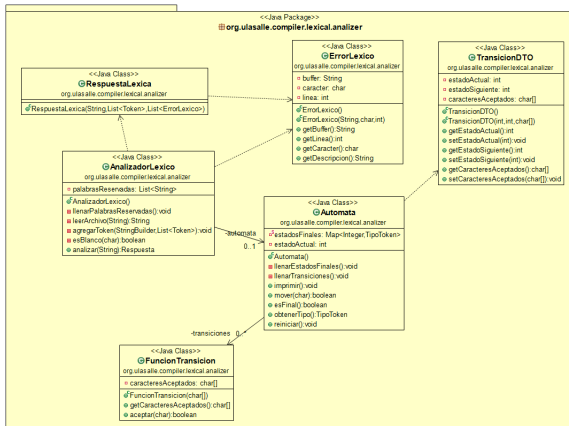 <<Java Package>>
org.ulasalle.compiler.lexical.analizer
<<Java Class>>
RespuestaLexica
org.ulasalle.compiler.lexical.analizer
RespuestaLexica(String,List<Token>,List<ErrorLexico>)
<<Java Class>>
ErrorLexico
org.ulasalle.compiler.lexical.analizer
buffer: String
caracter: char
linea: int
ErrorLexico()
ErrorLexico(String,char,int)
getBuffer():String
getLinea():int
getCaracter():char
getDescripcion():String
<<Java Class>>
TransicionDTO
org.ulasalle.compiler.lexical.analizer
estadoActual: int
estadoSiguiente: int
caracteresAceptados: char[]
TransicionDTO()
TransicionDTO(int,int,char[])
getEstadoActual():int
setEstadoActual(int):void
getEstadoSiguiente():int
setEstadoSiguiente(int):void
getCaracteresAceptados():char[]
setCaracteresAceptados(char[]):void
<<Java Class>>
AnalizadorLexico
org.ulasalle.compiler.lexical.analizer
palabrasReservadas: List<String>
AnalizadorLexico()
llenarPalabrasReservadas():void
leerArchivo(String):String
agregarToken(StringBuilder,List<Token>):void
esBlanco(char):boolean
analizar(String):Respuesta
-automata
0..1
<<Java Class>>
Automata
org.ulasalle.compiler.lexical.analizer
estadosFinales: Map<Integer,TipoToken>
estadoActual: int
Automata()
llenarEstadosFinales():void
llenarTransiciones():void
imprimir():void
mover(char):boolean
esFinal():boolean
obtenerTipo():TipoToken
reiniciar():void
-transiciones 0..*
<<Java Class>>
FuncionTransicion
org.ulasalle.compiler.lexical.analizer
caracteresAceptados: char[]
FuncionTransicion(char[])
getCaracteresAceptados():char[]
aceptar(char):boolean